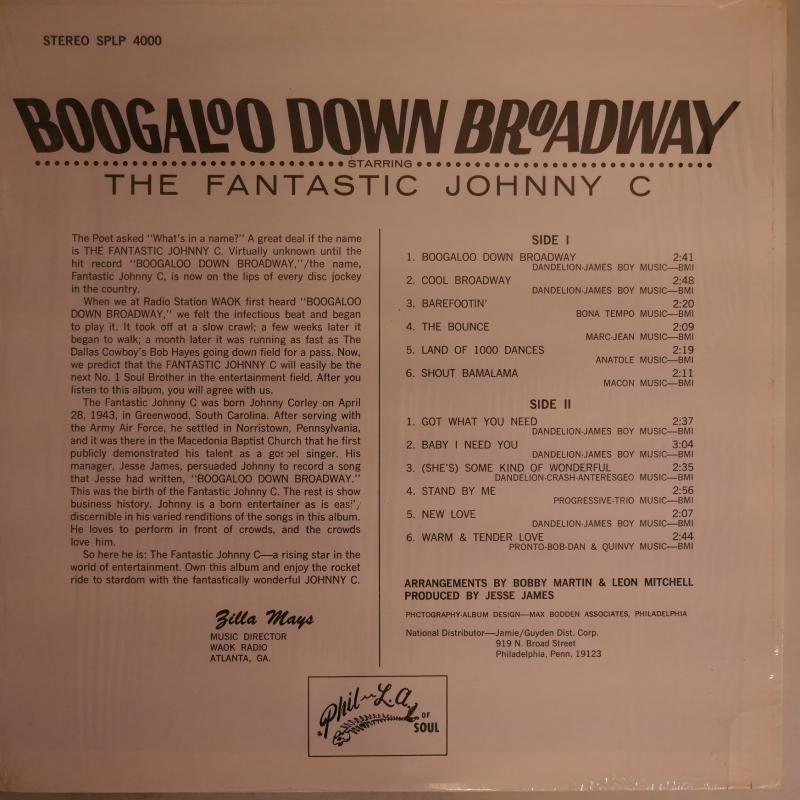 STEREO SPLP 4000
BOOGALOO DOWN BROADWAY
STARRING
THE FANTASTIC JOHNNY C
The Poet asked "What's in a name?" A great deal if the name
is THE FANTASTIC JOHNNY C. Virtually unknown until the
hit record "BOOGALOO DOWN BROADWAY,"/the name,
Fantastic Johnny C, is now on the lips of every disc jockey
in the country.
When we at Radio Station WAOK first heard "BOOGALOO
DOWN BROADWAY," we felt the infectious beat and began
to play it. It took off at a slow crawl; a few weeks later it
began to walk; a month later it was running as fast as The
Dallas Cowboy's Bob Hayes going down field for a pass. Now,
we predict that the FANTASTIC JOHNNY C will easily be the
next No. 1 Soul Brother in the entertainment field. After you
listen to this album, you will agree with us.
The Fantastic Johnny C was born Johnny Corley on April
28, 1943, in Greenwood, South Carolina. After serving with
the Army Air Force, he settled in Norristown, Pennsylvania,
and it was there in the Macedonia Baptist Church that he first
publicly demonstrated his talent as a gospel singer. His
manager, Jesse James, persuaded Johnny to record a song
that Jesse had written, "BOOGALOO DOWN BROADWAY."
This was the birth of the Fantastic Johnny C. The rest is show
business history. Johnny is a born entertainer as is easily
discernible in his varied renditions of the songs in this album.
He loves to perform in front of crowds, and the crowds
love him.
So here he is: The Fantastic Johnny C—a rising star in the
world of entertainment. Own this album and enjoy the rocket
ride to stardom with the fantastically wonderful JOHNNY C.
Zilla Mays
MUSIC DIRECTOR
WAOK RADIO
ATLANTA, GA.
SIDE I
1. BOOGALOO DOWN BROADWAY 2:41
DANDELION-JAMES BOY MUSIC—BMI
2. COOL BROADWAY 2:48
DANDELION-JAMES BOY MUSIC—BMI
3. BAREFOOTIN' 2:20
BONA TEMPO MUSIC—BMI
4. THE BOUNCE 2:09
MARC-JEAN MUSIC—BMI
5. LAND OF 1000 DANCES 2:19
ANATOLE MUSIC—BMI
6. SHOUT BAMALAMA 2:11
MACON MUSIC—BMI
SIDE II
1. GOT WHAT YOU NEED 2:37
DANDELION-JAMES BOY MUSIC—BMI
2. BABY I NEED YOU 3:04
DANDELION-JAMES BOY MUSIC—BMI
3. (SHE'S) SOME KIND OF WONDERFUL 2:35
DANDELION-CRASH-ANTERESGEO MUSIC—BMI
4. STAND BY ME 2:56
PROGRESSIVE-TRIO MUSIC—BMI
5. NEW LOVE 2:07
DANDELION-JAMES BOY MUSIC—BMI
6. WARM & TENDER LOVE 2:44
PRONTO-BOB-DAN & QUINVY MUSIC—BMI
ARRANGEMENTS BY BOBBY MARTIN & LEON MITCHELL
PRODUCED BY JESSE JAMES
PHOTOGRAPHY-ALBUM DESIGN—MAX BODDEN ASSOCIATES, PHILADELPHIA
National Distributor—Jamie/Guyden Dist. Corp.
919 N. Broad Street
Philadelphia, Penn. 19123
Phil-L.A.
OF
SOUL